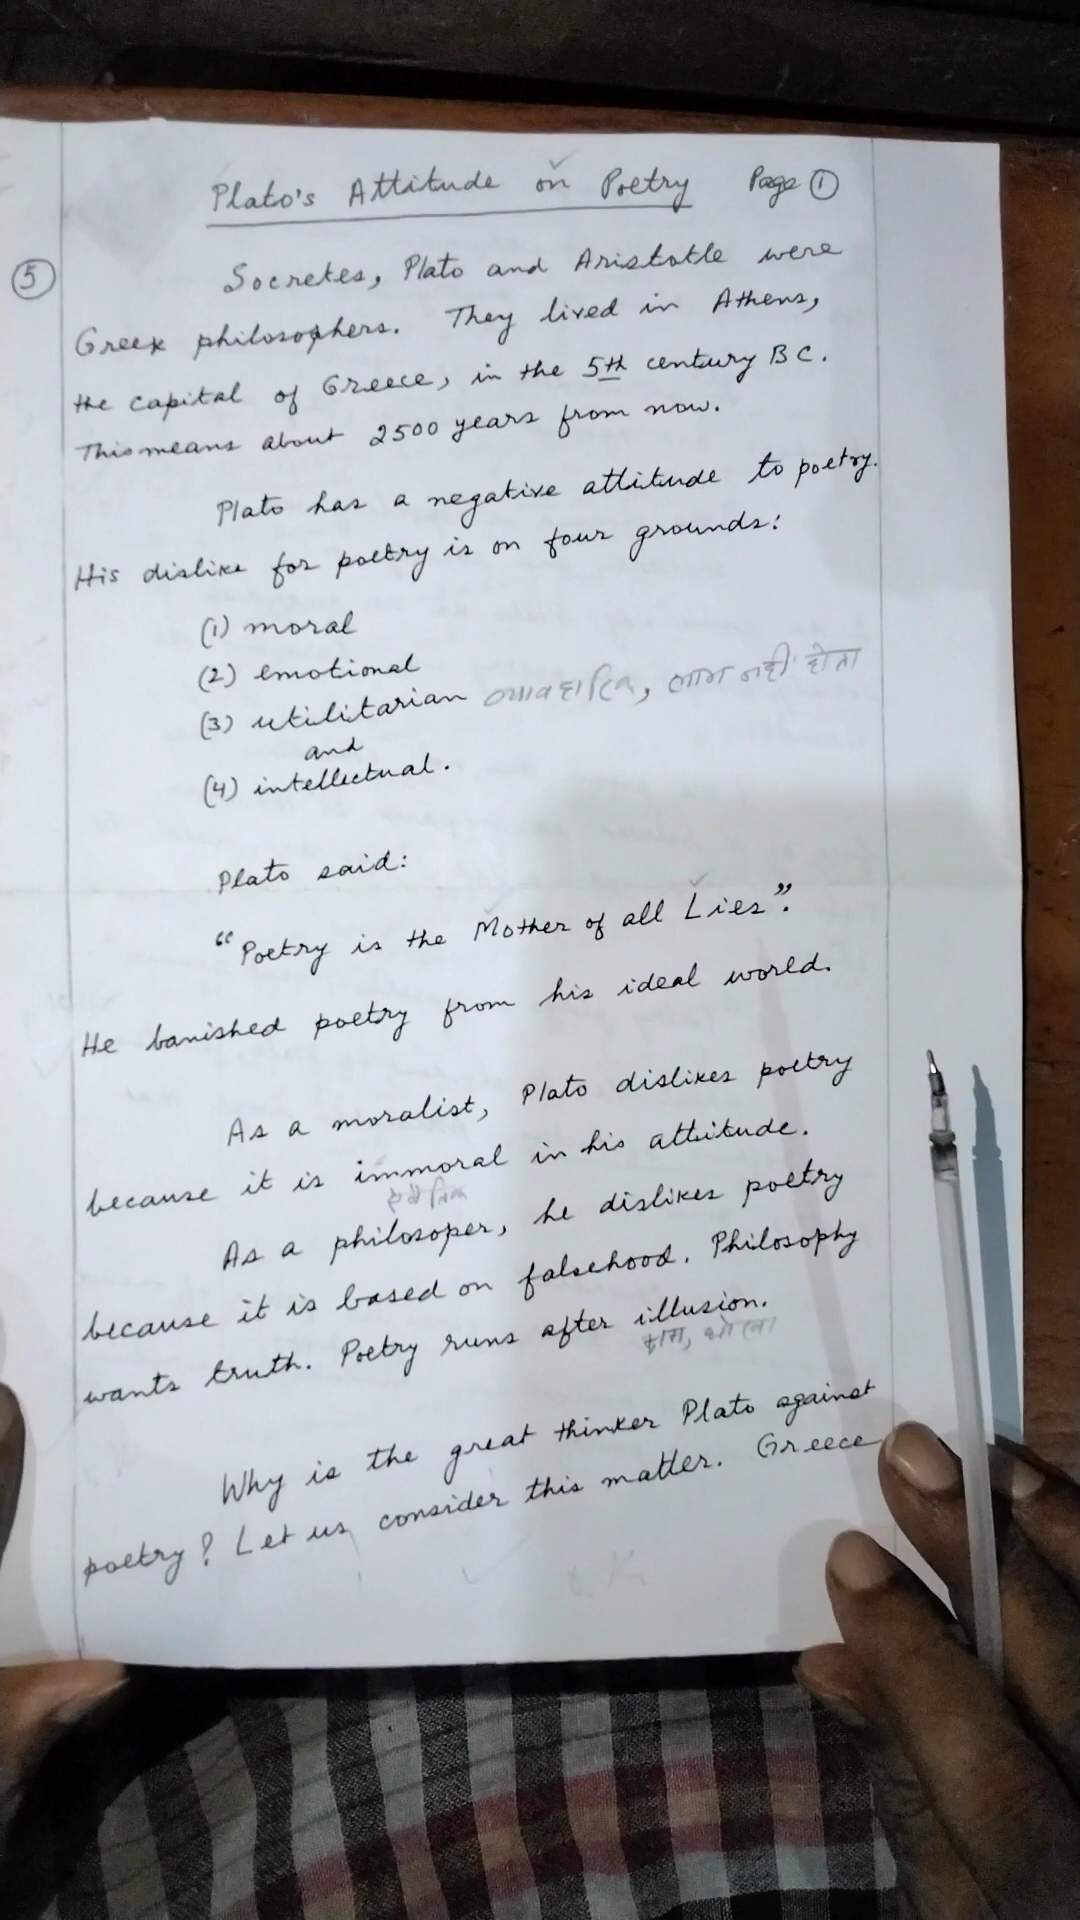 Plato's Attitude on Poetry Page ①
⑤
Socretes, Plato and Aristotle were
Greek philosophers. They lived in Athens,
the capital of Greece, in the 5th century BC.
This means about 2500 years from now.
Plato has a negative attitude to poetry.
His dislike for poetry is on four grounds:
(1) moral
(2) emotional
(3) utilitarian व्यावहारिक, लाभ नहीं होता
and
(4) intellectual.
Plato said:
"Poetry is the Mother of all Lies".
He banished poetry from his ideal world.
As a moralist, Plato dislikes poetry
because it is immoral in his attitude.
As a philosoper, he dislikes poetry
because it is based on falsehood. Philosophy
wants truth. Poetry runs after illusion.
भ्रम, धोखा
Why is the great thinker Plato against
poetry? Let us consider this matter. Greece